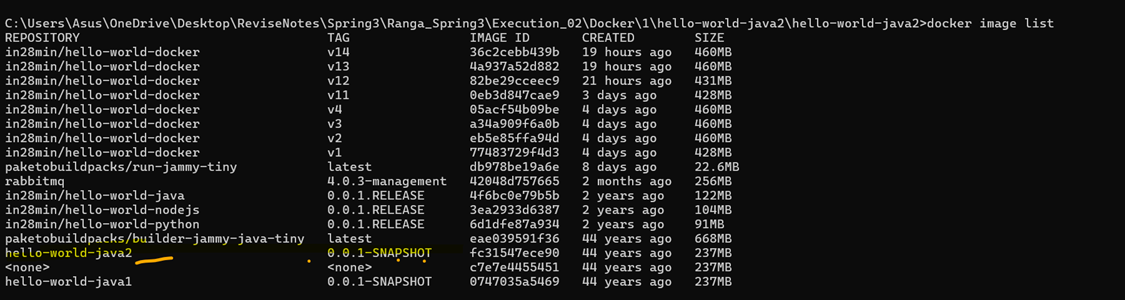 C:\Users\Asus\OneDrive\Desktop\ReviseNotes\Spring3\Ranga_Spring3\Execution_02\Docker\1\hello-world-java2\hello-world-java2>docker image list
REPOSITORY TAG IMAGE ID CREATED SIZE
in28min/hello-world-docker v14 36c2cebb439b 19 hours ago 460MB
in28min/hello-world-docker v13 4a937a52d882 19 hours ago 460MB
in28min/hello-world-docker v12 82be29cceec9 21 hours ago 431MB
in28min/hello-world-docker v11 0eb3d847cae9 3 days ago 428MB
in28min/hello-world-docker v4 05acf54b09be 4 days ago 460MB
in28min/hello-world-docker v3 a34a909f6a0b 4 days ago 460MB
in28min/hello-world-docker v2 eb5e85ffa94d 4 days ago 460MB
in28min/hello-world-docker v1 77483729f4d3 4 days ago 428MB
paketobuildpacks/run-jammy-tiny latest db978be19a6e 8 days ago 22.6MB
rabbitmq 4.0.3-management 42048d757665 2 months ago 256MB
in28min/hello-world-java 0.0.1.RELEASE 4f6bc0e79b5b 2 years ago 122MB
in28min/hello-world-nodejs 0.0.1.RELEASE 3ea2933d6387 2 years ago 104MB
in28min/hello-world-python 0.0.1.RELEASE 6d1dfe87a934 2 years ago 91MB
paketobuildpacks/builder-jammy-java-tiny latest eae039591f36 44 years ago 668MB
hello-world-java2 0.0.1-SNAPSHOT fc31547ece90 44 years ago 237MB
<none> <none> c7e7e4455451 44 years ago 237MB
hello-world-java1 0.0.1-SNAPSHOT 0747035a5469 44 years ago 237MB